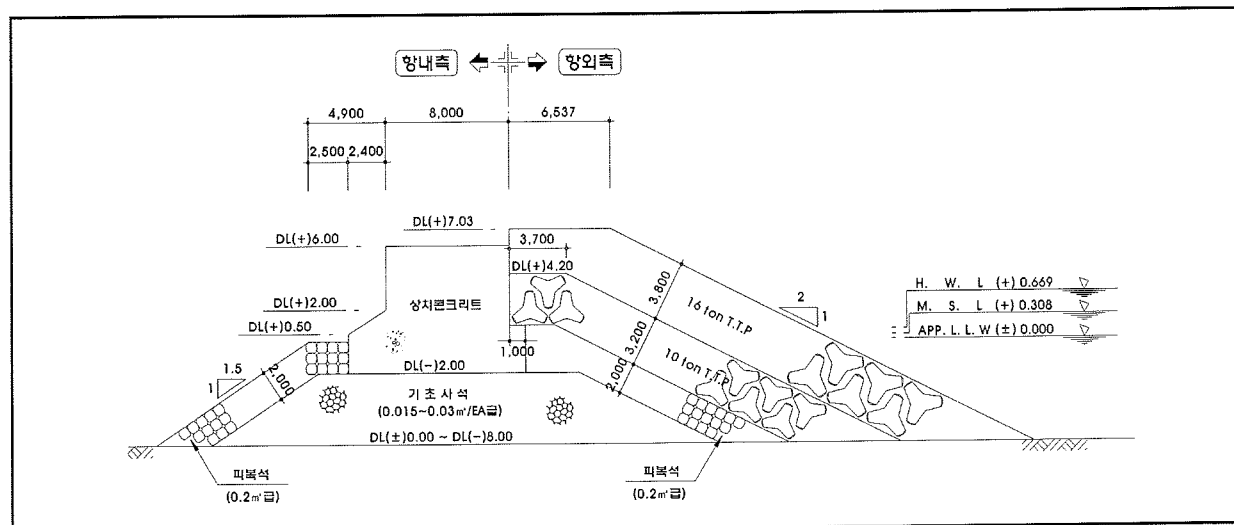 항내측
항외측
4,900
8,000
6,537
2,500
2,400
DL(+)7.03
DL(+)6.00
3,700
DL(+)4.20
DL(+)2.00
상치콘크리트
DL(+)0.50
3,800
16 ton T.T.P
2
1
H. W. L (+) 0.669
M. S. L (+) 0.308
APP. L. L. W (±) 0.000
1,000
3,200
10 ton T.T.P
DL(-)2.00
1.5
1
2,000
2,000
기초사석
(0.015~0.03㎥/EA급)
DL(±)0.00 ~ DL(-)8.00
피복석
(0.2㎥급)
피복석
(0.2㎥급)